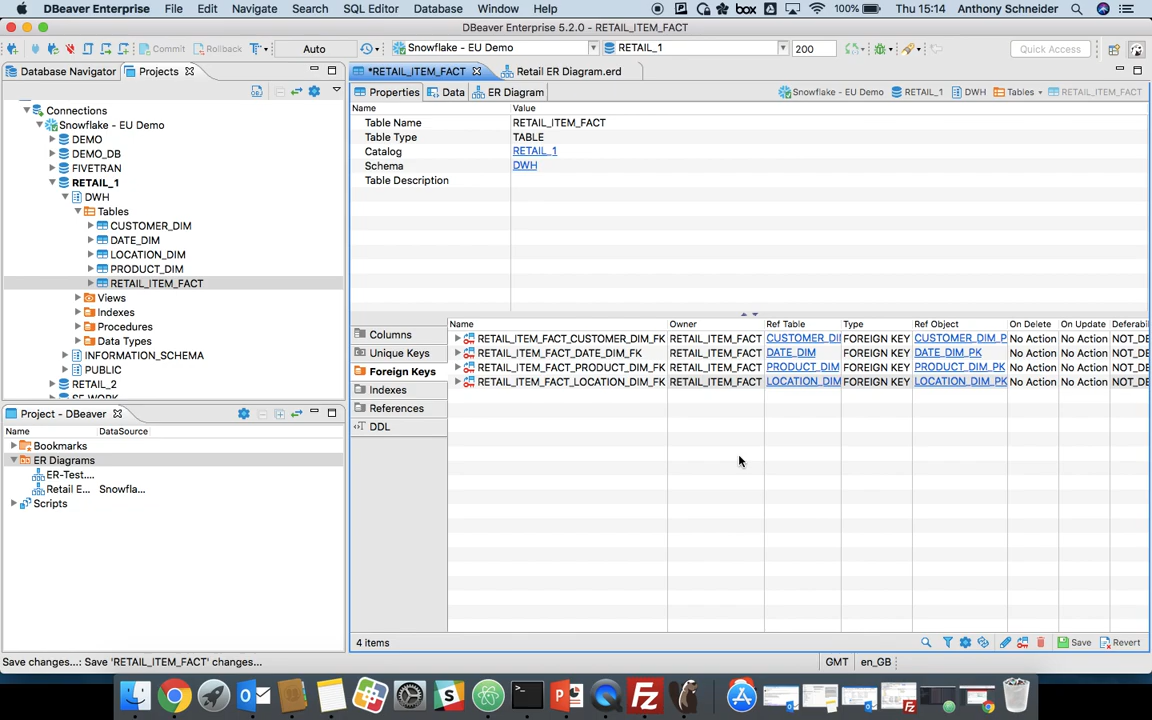 DBeaver Enterprise File Edit Navigate Search SQL Editor Database Window Help box 100% Thu 15:14 Anthony Schneider
DBeaver Enterprise 5.2.0 - RETAIL_ITEM_FACT
Commit Rollback Auto Snowflake - EU Demo RETAIL_1 200 Quick Access
Database Navigator Projects *RETAIL_ITEM_FACT Retail ER Diagram.erd
Properties Data ER Diagram Snowflake - EU Demo RETAIL_1 DWH Tables RETAIL_ITEM_FACT
Connections
Snowflake - EU Demo
DEMO
DEMO_DB
FIVETRAN
RETAIL_1
DWH
Tables
CUSTOMER_DIM
DATE_DIM
LOCATION_DIM
PRODUCT_DIM
RETAIL_ITEM_FACT
Views
Indexes
Procedures
Data Types
INFORMATION_SCHEMA
PUBLIC
RETAIL_2
Name Value
Table Name RETAIL_ITEM_FACT
Table Type TABLE
Catalog RETAIL_1
Schema DWH
Table Description
Columns
Unique Keys
Foreign Keys
Indexes
References
DDL
Name Owner Ref Table Type Ref Object On Delete On Update Deferabi
RETAIL_ITEM_FACT_CUSTOMER_DIM_FK RETAIL_ITEM_FACT CUSTOMER_DI FOREIGN KEY CUSTOMER_DIM_P No Action No Action NOT_DE
RETAIL_ITEM_FACT_DATE_DIM_FK RETAIL_ITEM_FACT DATE_DIM FOREIGN KEY DATE_DIM_PK No Action No Action NOT_DE
RETAIL_ITEM_FACT_PRODUCT_DIM_FK RETAIL_ITEM_FACT PRODUCT_DIM FOREIGN KEY PRODUCT_DIM_PK No Action No Action NOT_DE
RETAIL_ITEM_FACT_LOCATION_DIM_FK RETAIL_ITEM_FACT LOCATION_DIM FOREIGN KEY LOCATION_DIM_PK No Action No Action NOT_DE
4 items Save Revert
Project - DBeaver
Name DataSource
Bookmarks
ER Diagrams
ER-Test....
Retail E... Snowfla...
Scripts
Save changes...: Save 'RETAIL_ITEM_FACT' changes... GMT en_GB